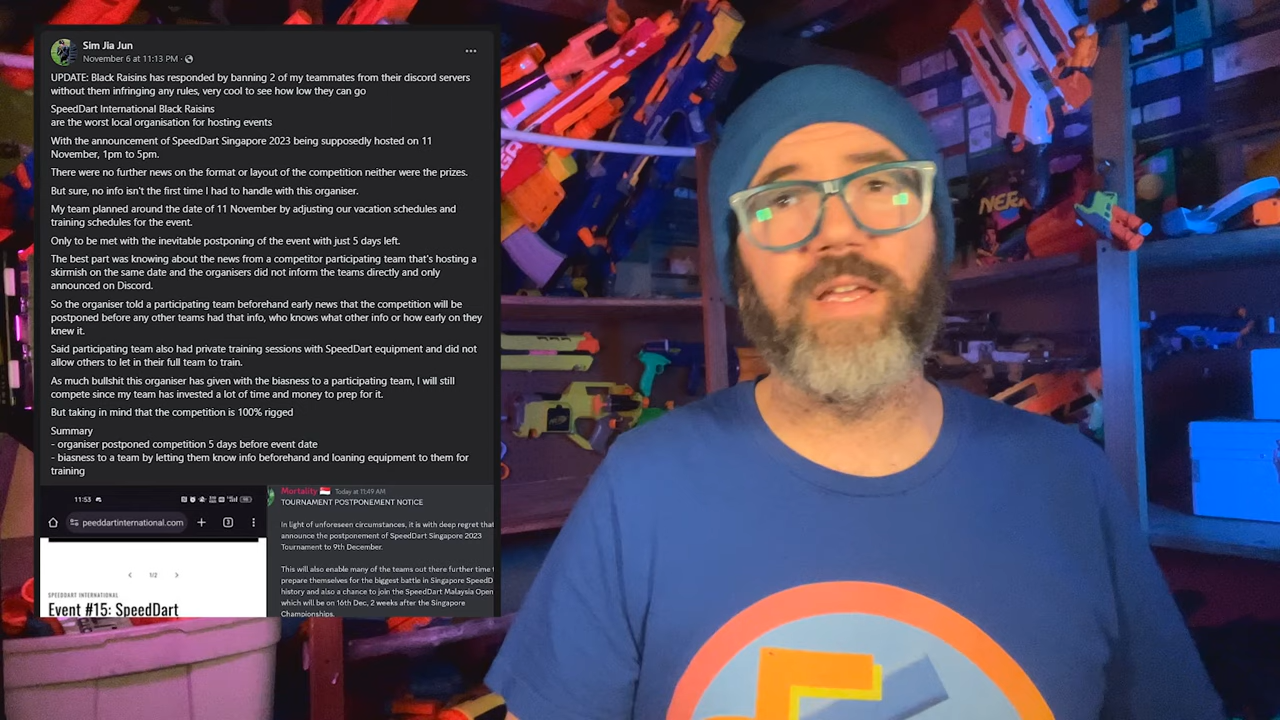 Sim Jia Jun
November 6 at 11:13 PM ·
UPDATE: Black Raisins has responded by banning 2 of my teammates from their discord servers
without them infringing any rules, very cool to see how low they can go
SpeedDart International Black Raisins
are the worst local organisation for hosting events
With the announcement of SpeedDart Singapore 2023 being supposedly hosted on 11
November, 1pm to 5pm.
There were no further news on the format or layout of the competition neither were the prizes.
But sure, no info isn't the first time I had to handle with this organiser.
My team planned around the date of 11 November by adjusting our vacation schedules and
training schedules for the event.
Only to be met with the inevitable postponing of the event with just 5 days left.
The best part was knowing about the news from a competitor participating team that's hosting a
skirmish on the same date and the organisers did not inform the teams directly and only
announced on Discord.
So the organiser told a participating team beforehand early news that the competition will be
postponed before any other teams had that info, who knows what other info or how early on they
knew it.
Said participating team also had private training sessions with SpeedDart equipment and did not
allow others to let in their full team to train.
As much bullshit this organiser has given with the biasness to a participating team, I will still
compete since my team has invested a lot of time and money to prep for it.
But taking in mind that the competition is 100% rigged
Summary
- organiser postponed competition 5 days before event date
- biasness to a team by letting them know info beforehand and loaning equipment to them for
training
11:53
peeddartinternational.com
3
1/2
SPEEDDART INTERNATIONAL
Event #15: SpeedDart
Mortality Today at 11:49 AM
TOURNAMENT POSTPONEMENT NOTICE
In light of unforeseen circumstances, it is with deep regret that
announce the postponement of SpeedDart Singapore 2023
Tournament to 9th December.
This will also enable many of the teams out there further time
prepare themselves for the biggest battle in Singapore SpeedD
history and also a chance to join the SpeedDart Malaysia Open
which will be on 16th Dec, 2 weeks after the Singapore
Championships.
NERF